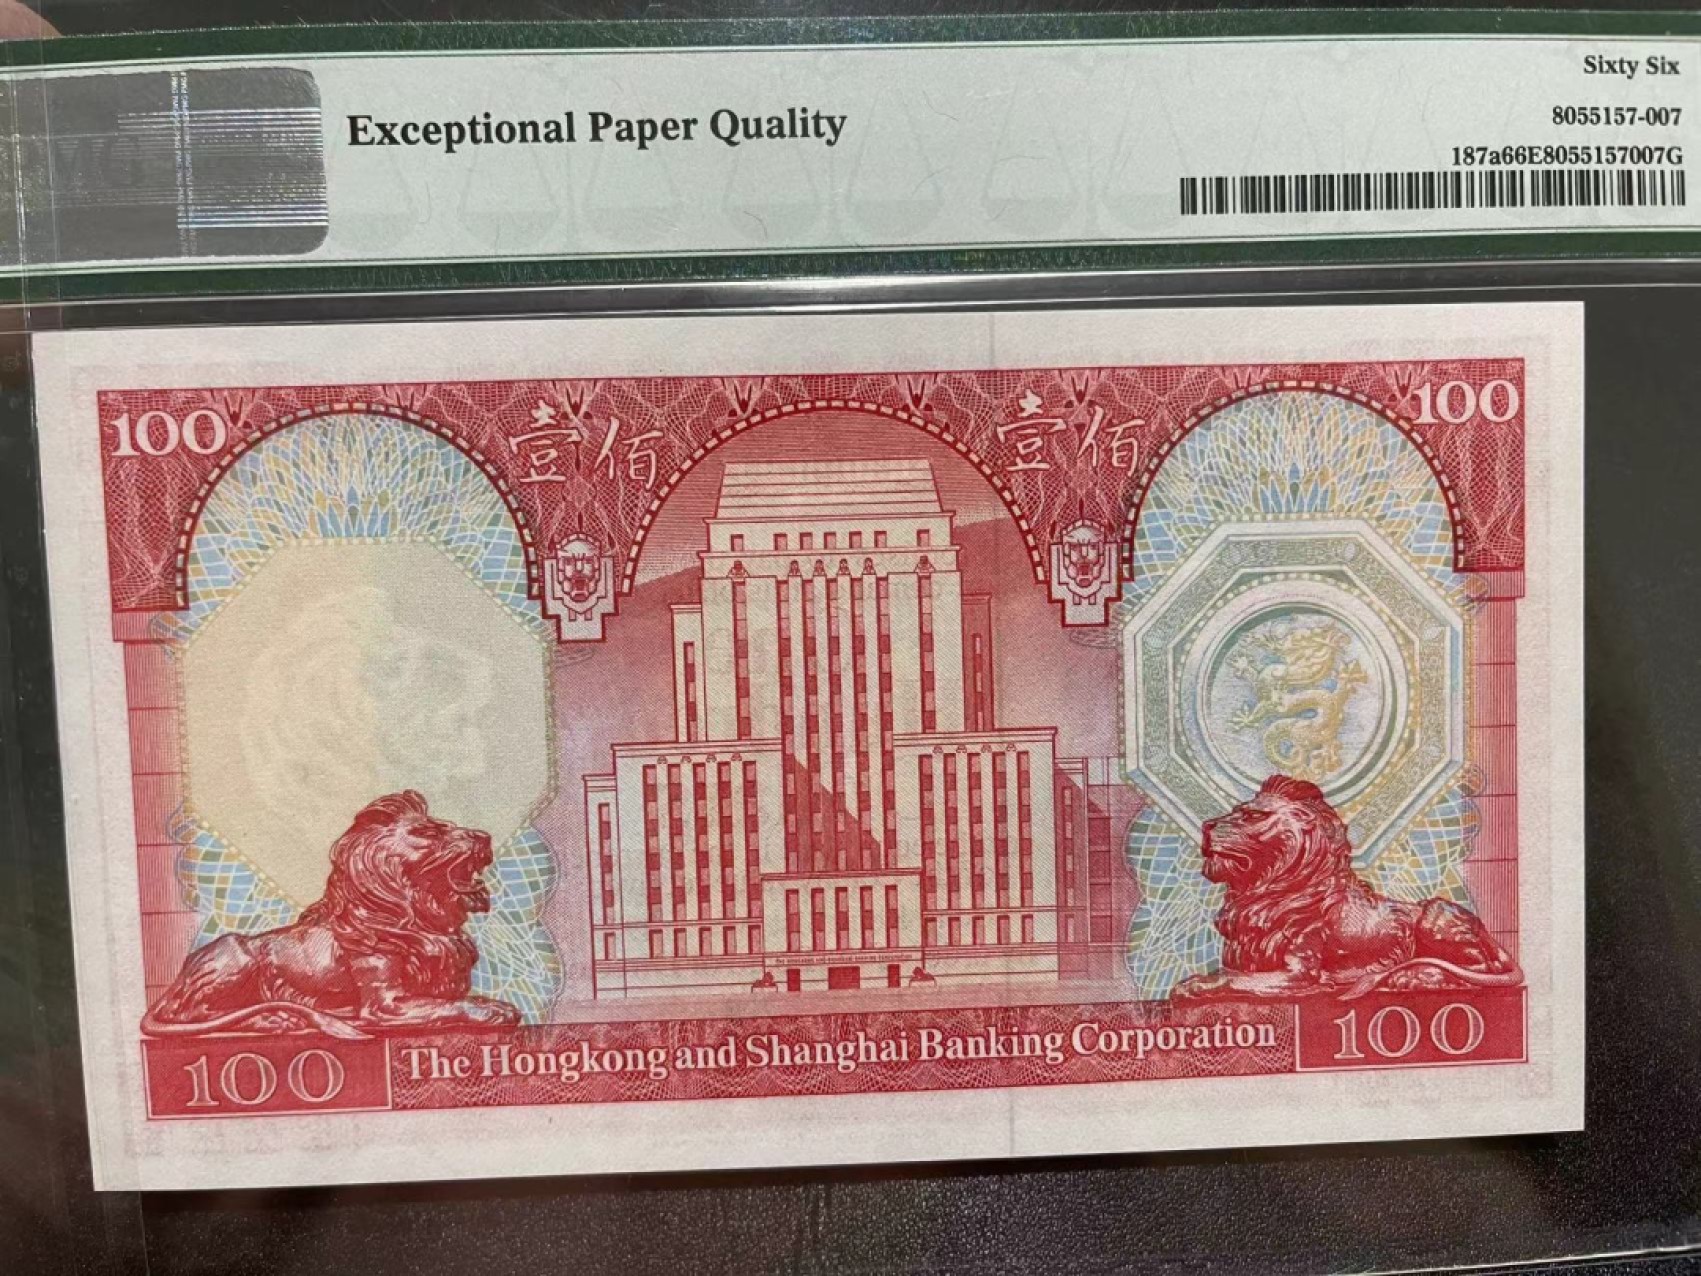 Sixty Six
Exceptional Paper Quality
8055157-007
187a66E8055157007G
100 壹佰 壹佰 100
100 The Hongkong and Shanghai Banking Corporation 100